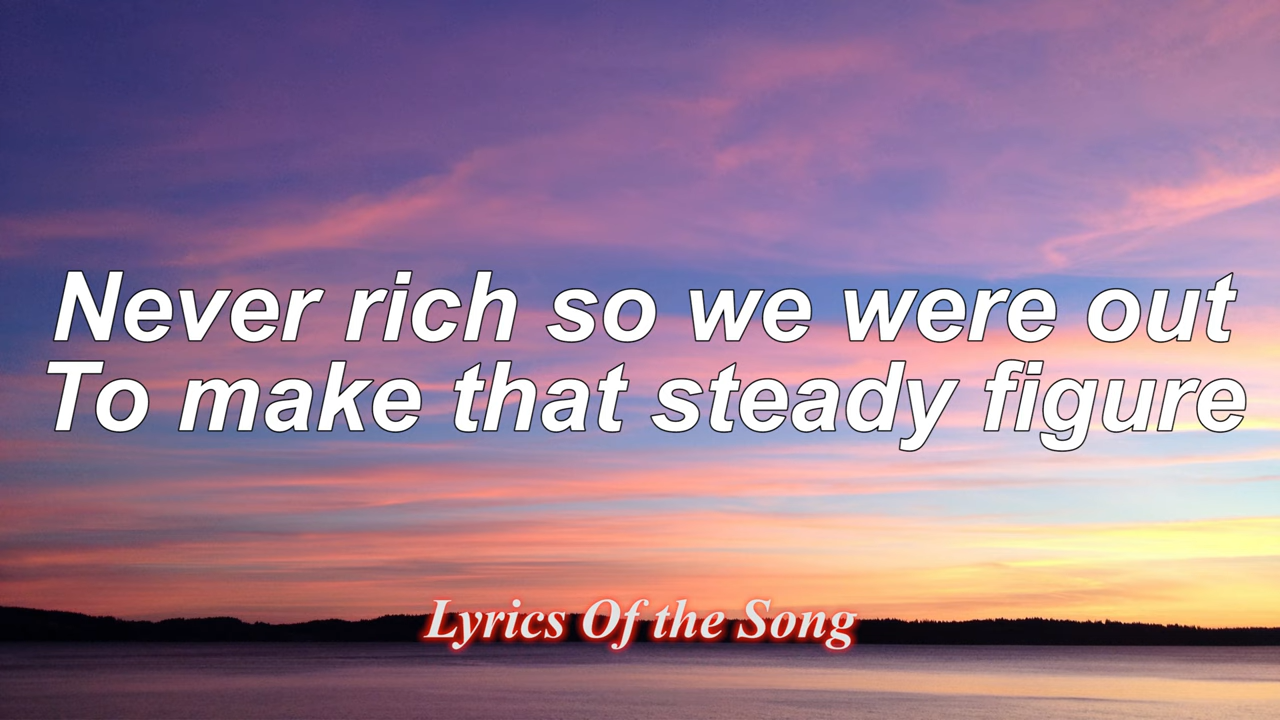 Never rich so we were out
To make that steady figure
Lyrics Of the Song